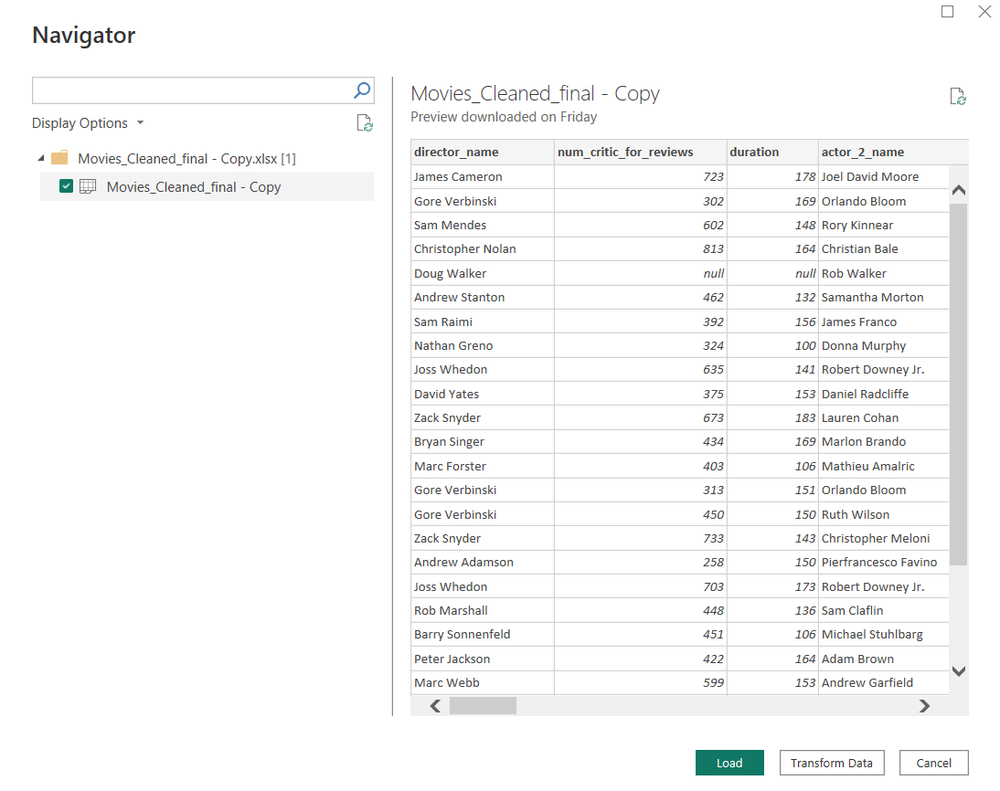 Navigator
Display Options
Movies_Cleaned_final - Copy.xlsx [1]
Movies_Cleaned_final - Copy
Movies_Cleaned_final - Copy
Preview downloaded on Friday
director_name num_critic_for_reviews duration actor_2_name
James Cameron 723 178 Joel David Moore
Gore Verbinski 302 169 Orlando Bloom
Sam Mendes 602 148 Rory Kinnear
Christopher Nolan 813 164 Christian Bale
Doug Walker null null Rob Walker
Andrew Stanton 462 132 Samantha Morton
Sam Raimi 392 156 James Franco
Nathan Greno 324 100 Donna Murphy
Joss Whedon 635 141 Robert Downey Jr.
David Yates 375 153 Daniel Radcliffe
Zack Snyder 673 183 Lauren Cohan
Bryan Singer 434 169 Marlon Brando
Marc Forster 403 106 Mathieu Amalric
Gore Verbinski 313 151 Orlando Bloom
Gore Verbinski 450 150 Ruth Wilson
Zack Snyder 733 143 Christopher Meloni
Andrew Adamson 258 150 Pierfrancesco Favino
Joss Whedon 703 173 Robert Downey Jr.
Rob Marshall 448 136 Sam Claflin
Barry Sonnenfeld 451 106 Michael Stuhlbarg
Peter Jackson 422 164 Adam Brown
Marc Webb 599 153 Andrew Garfield
Load Transform Data Cancel